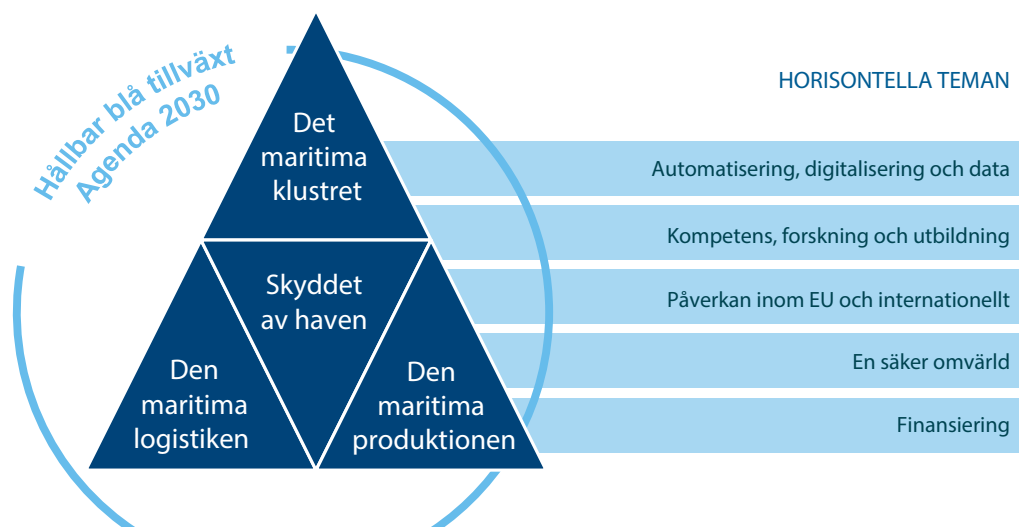 Hållbar blå tillväxt
Agenda 2030
Det
maritima
klustret
Skyddet
av haven
Den
maritima
logistiken
Den
maritima
produktionen
HORISONTELLA TEMAN
Automatisering, digitalisering och data
Kompetens, forskning och utbildning
Påverkan inom EU och internationellt
En säker omvärld
Finansiering